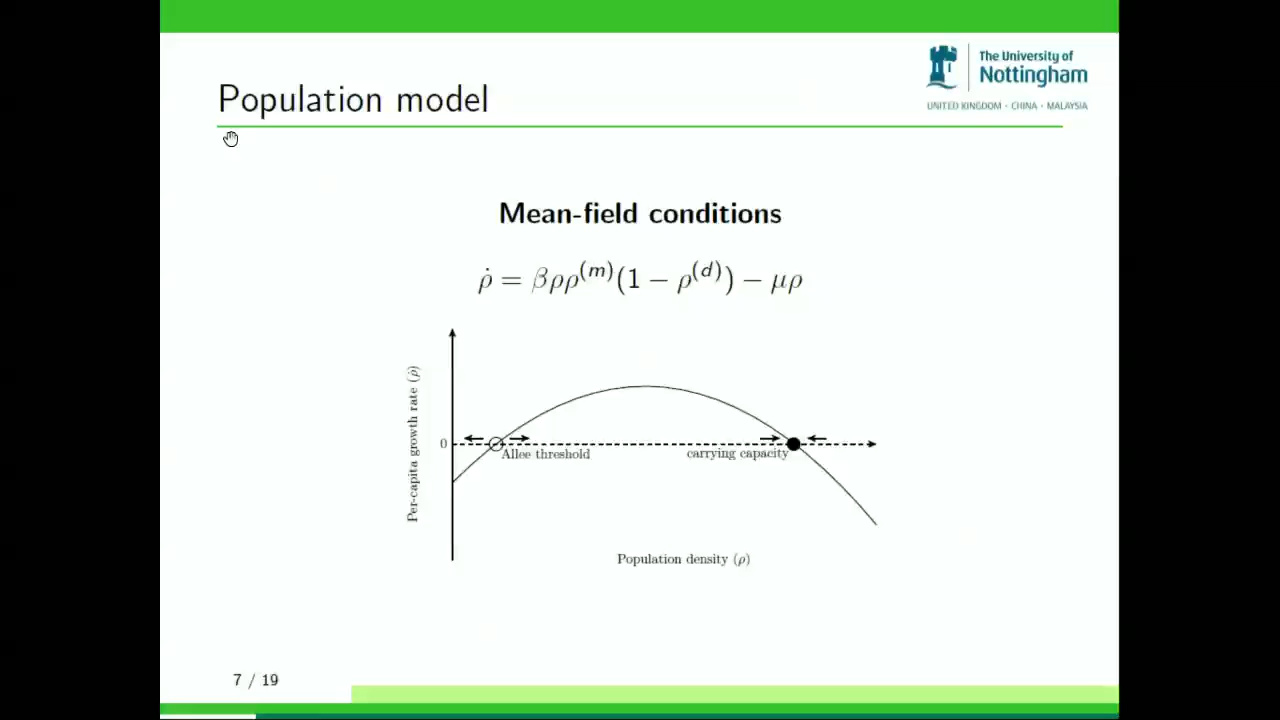 The University of
Nottingham
UNITED KINGDOM · CHINA · MALAYSIA
Population model
Mean-field conditions
ρ̇ = βρρ^(m)(1 − ρ^(d)) − μρ
Per-capita growth rate (ρ̇)
0
Allee threshold
carrying capacity
Population density (ρ)
7 / 19